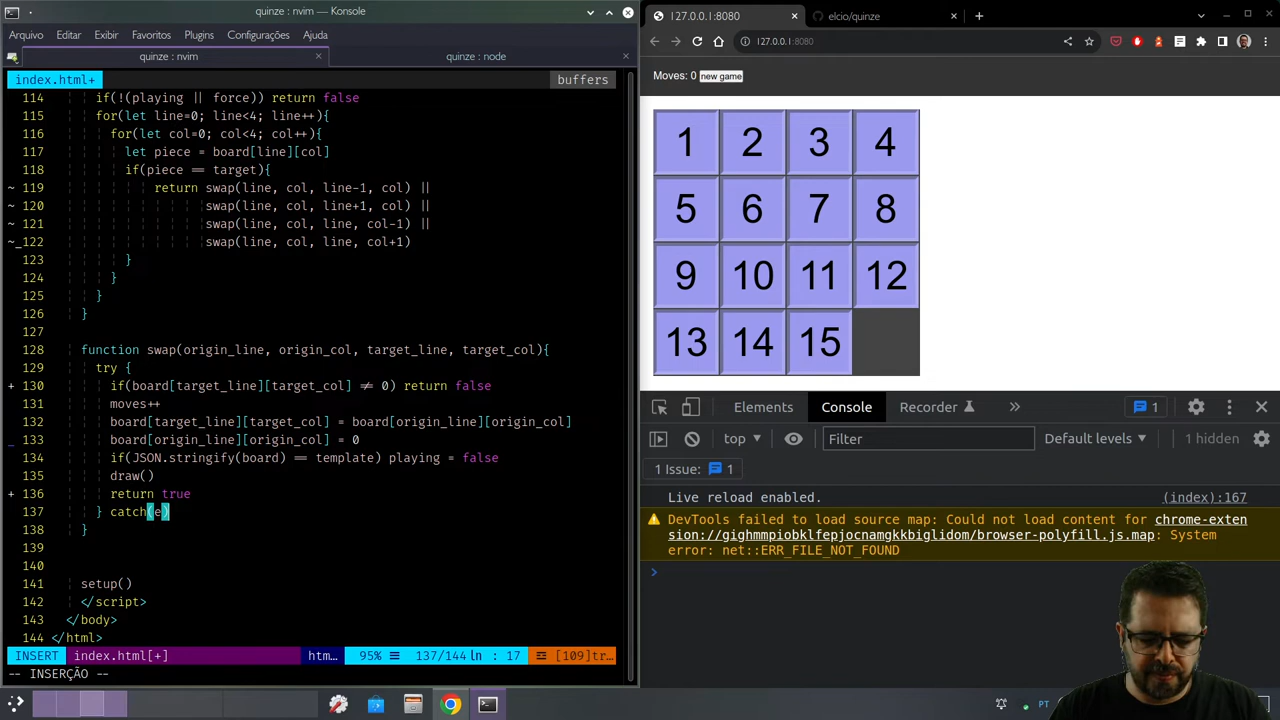 quinze : nvim — Konsole
Arquivo Editar Exibir Favoritos Plugins Configurações Ajuda
quinze : nvim
quinze : node
index.html+
buffers
114 if(!(playing || force)) return false
115 for(let line=0; line<4; line++){
116 for(let col=0; col<4; col++){
117 let piece = board[line][col]
118 if(piece == target){
~ 119 return swap(line, col, line-1, col) ||
~ 120 swap(line, col, line+1, col) ||
~ 121 swap(line, col, line, col-1) ||
~_122 swap(line, col, line, col+1)
123 }
124 }
125 }
126 }
127
128 function swap(origin_line, origin_col, target_line, target_col){
129 try {
+ 130 if(board[target_line][target_col] ≠ 0) return false
131 moves++
132 board[target_line][target_col] = board[origin_line][origin_col]
_ 133 board[origin_line][origin_col] = 0
134 if(JSON.stringify(board) == template) playing = false
135 draw()
+ 136 return true
137 } catch(e)
138 }
139
140
141 setup()
142 </script>
143 </body>
144 </html>
INSERT index.html[+] htm… 95% ☰ 137/144 ln : 17 [109]tr…
-- INSERÇÃO --
127.0.0.1:8080
elcio/quinze
127.0.0.1:8080
Moves: 0 new game
1 2 3 4
5 6 7 8
9 10 11 12
13 14 15
Elements Console Recorder
1
top Filter Default levels 1 hidden
1 Issue: 1
Live reload enabled. (index):167
DevTools failed to load source map: Could not load content for chrome-exten
sion://gighmmpiobklfepjocnamgkkbiglidom/browser-polyfill.js.map: System
error: net::ERR_FILE_NOT_FOUND
PT